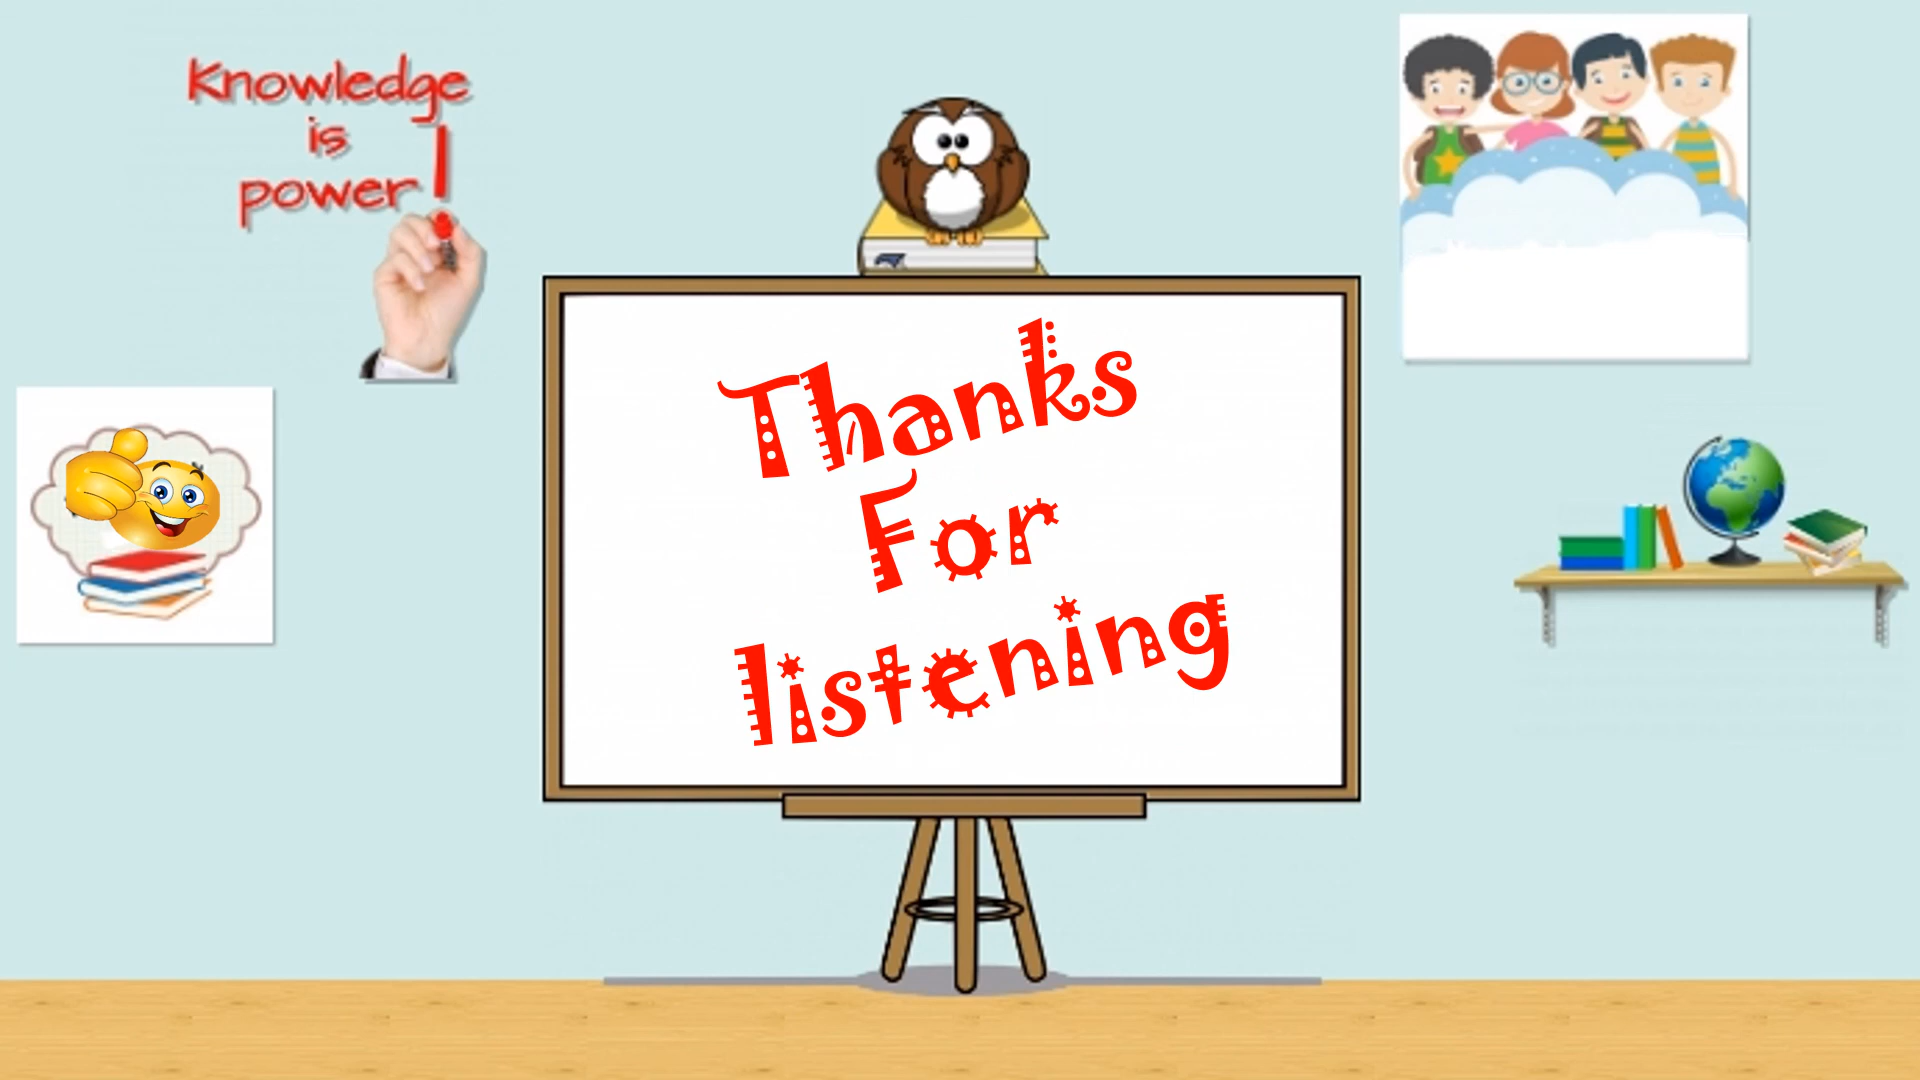 Knowledge
is
power!
Thanks
For
listening